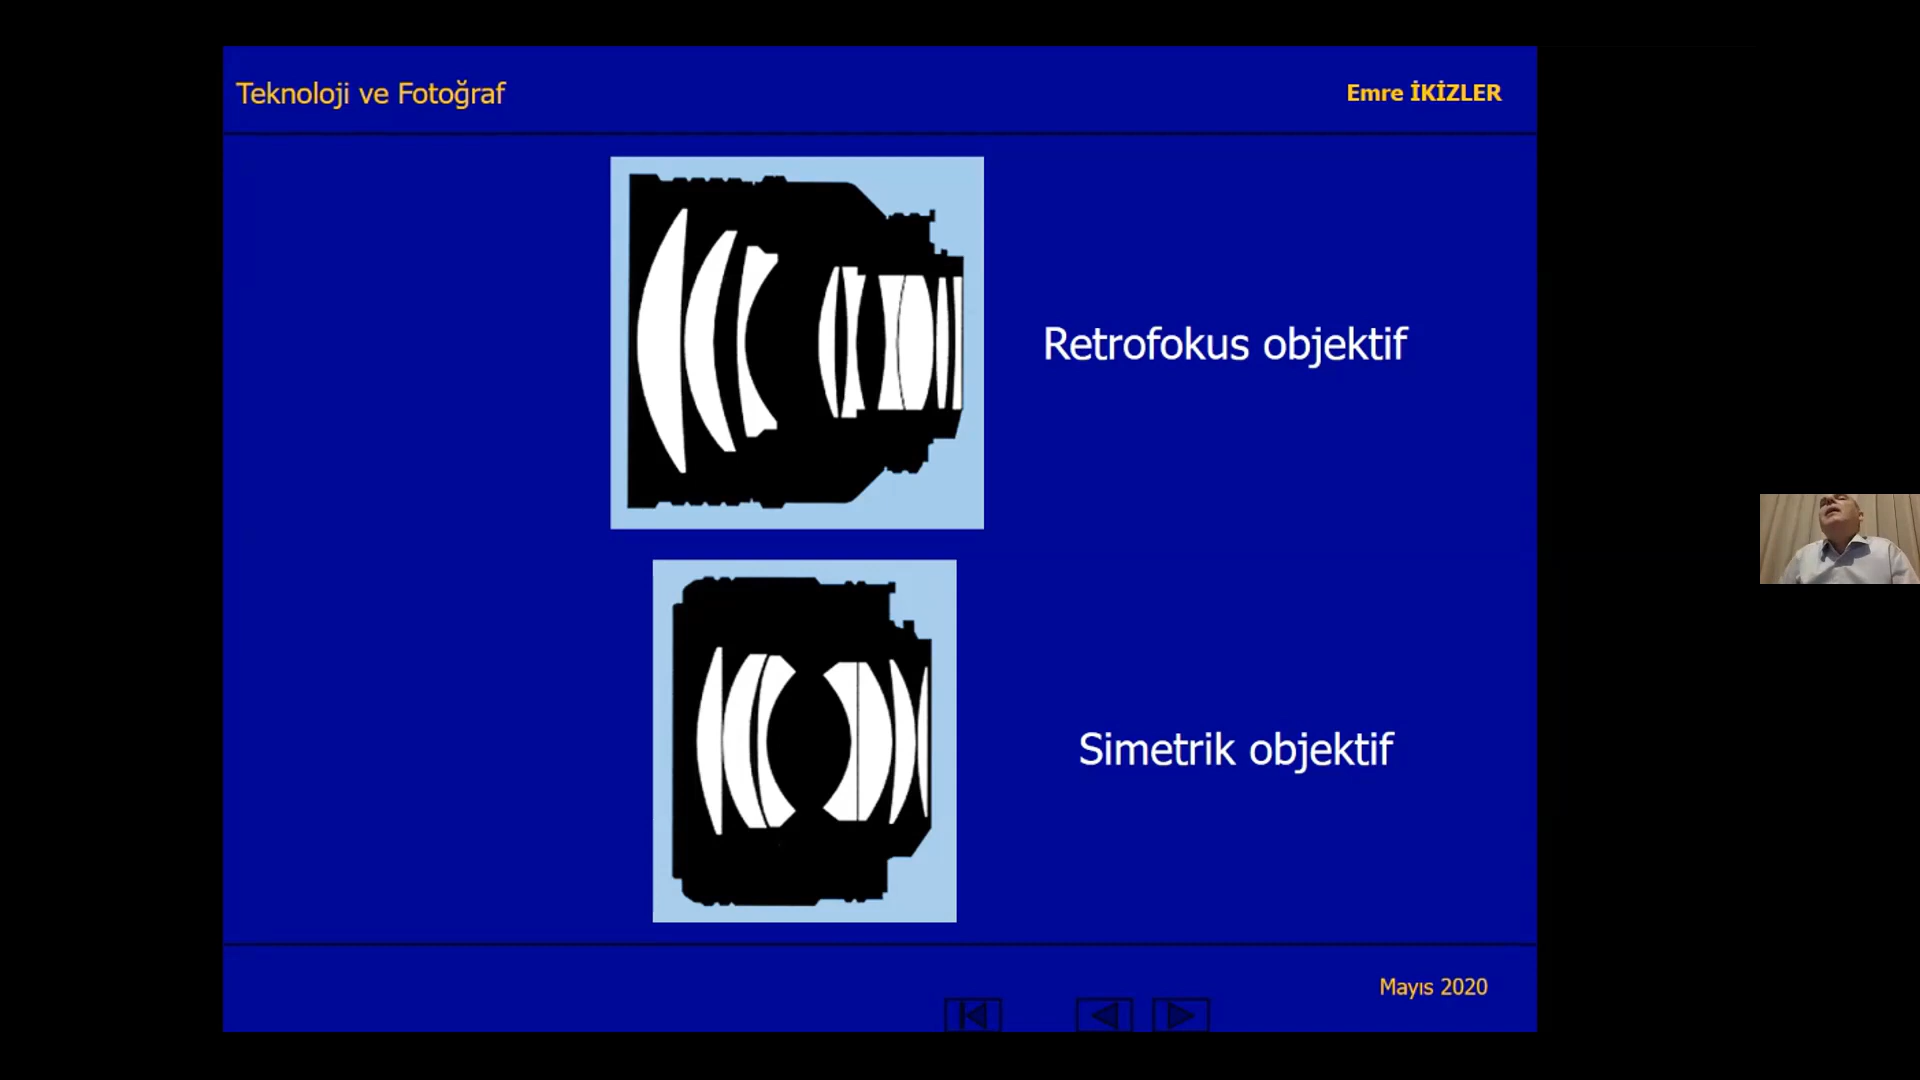 Teknoloji ve Fotoğraf
Emre İKİZLER
Retrofokus objektif
Simetrik objektif
Mayıs 2020